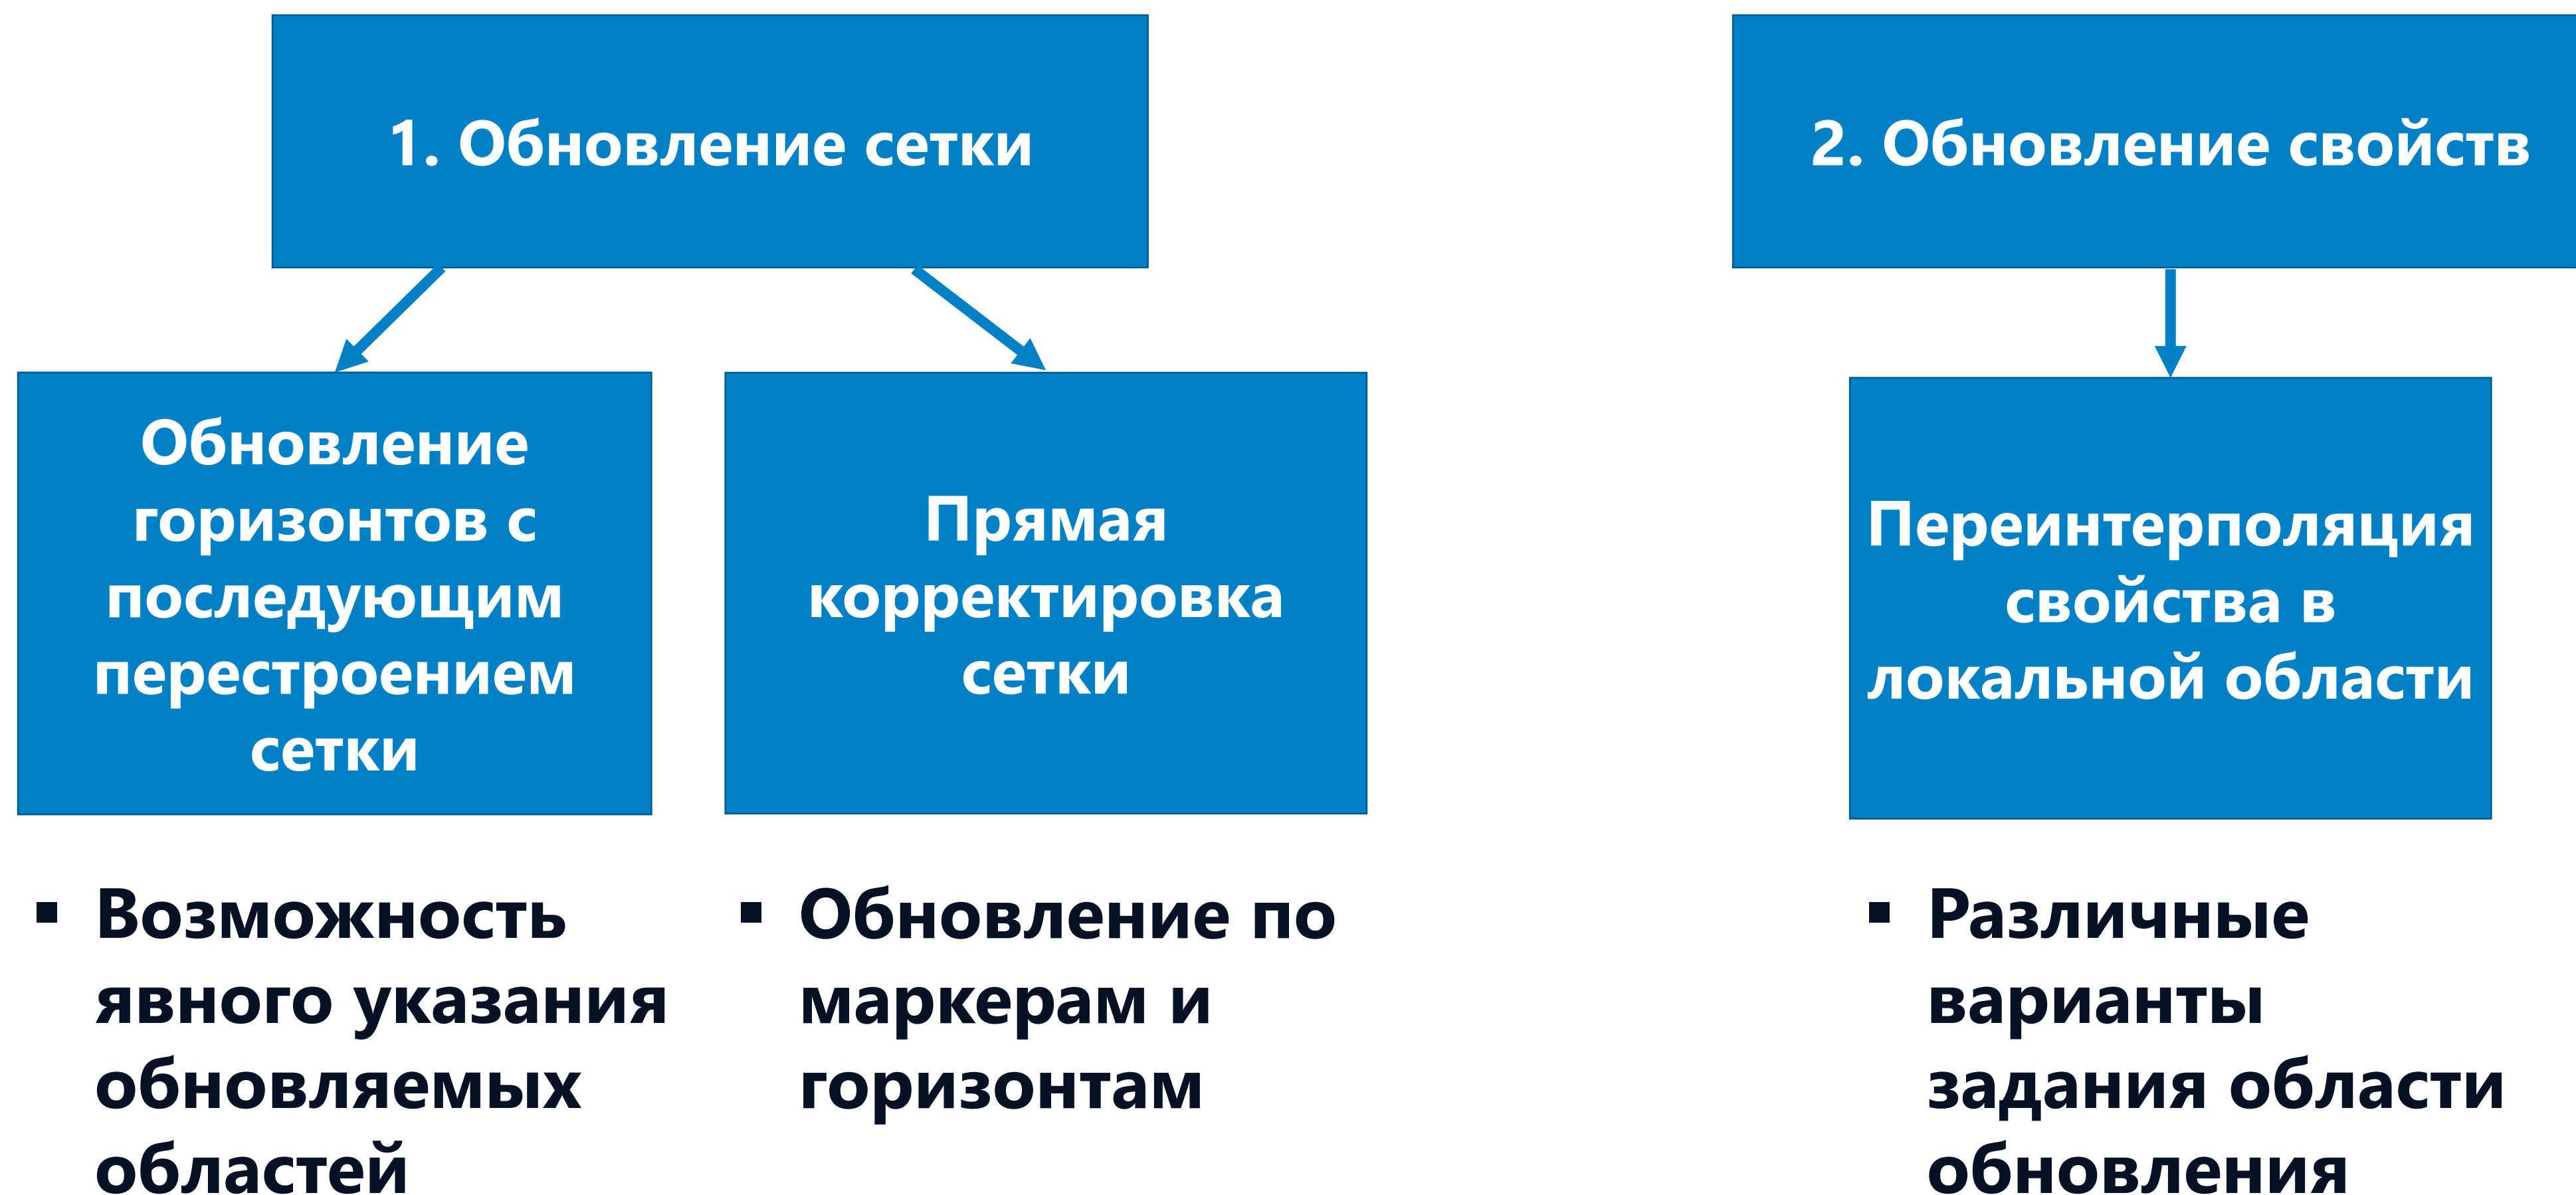 1. Обновление сетки
2. Обновление свойств
Обновление
горизонтов с
последующим
перестроением
сетки
Прямая
корректировка
сетки
Переинтерполяция
свойства в
локальной области
▪ Возможность
явного указания
обновляемых
областей
▪ Обновление по
маркерам и
горизонтам
▪ Различные
варианты
задания области
обновления